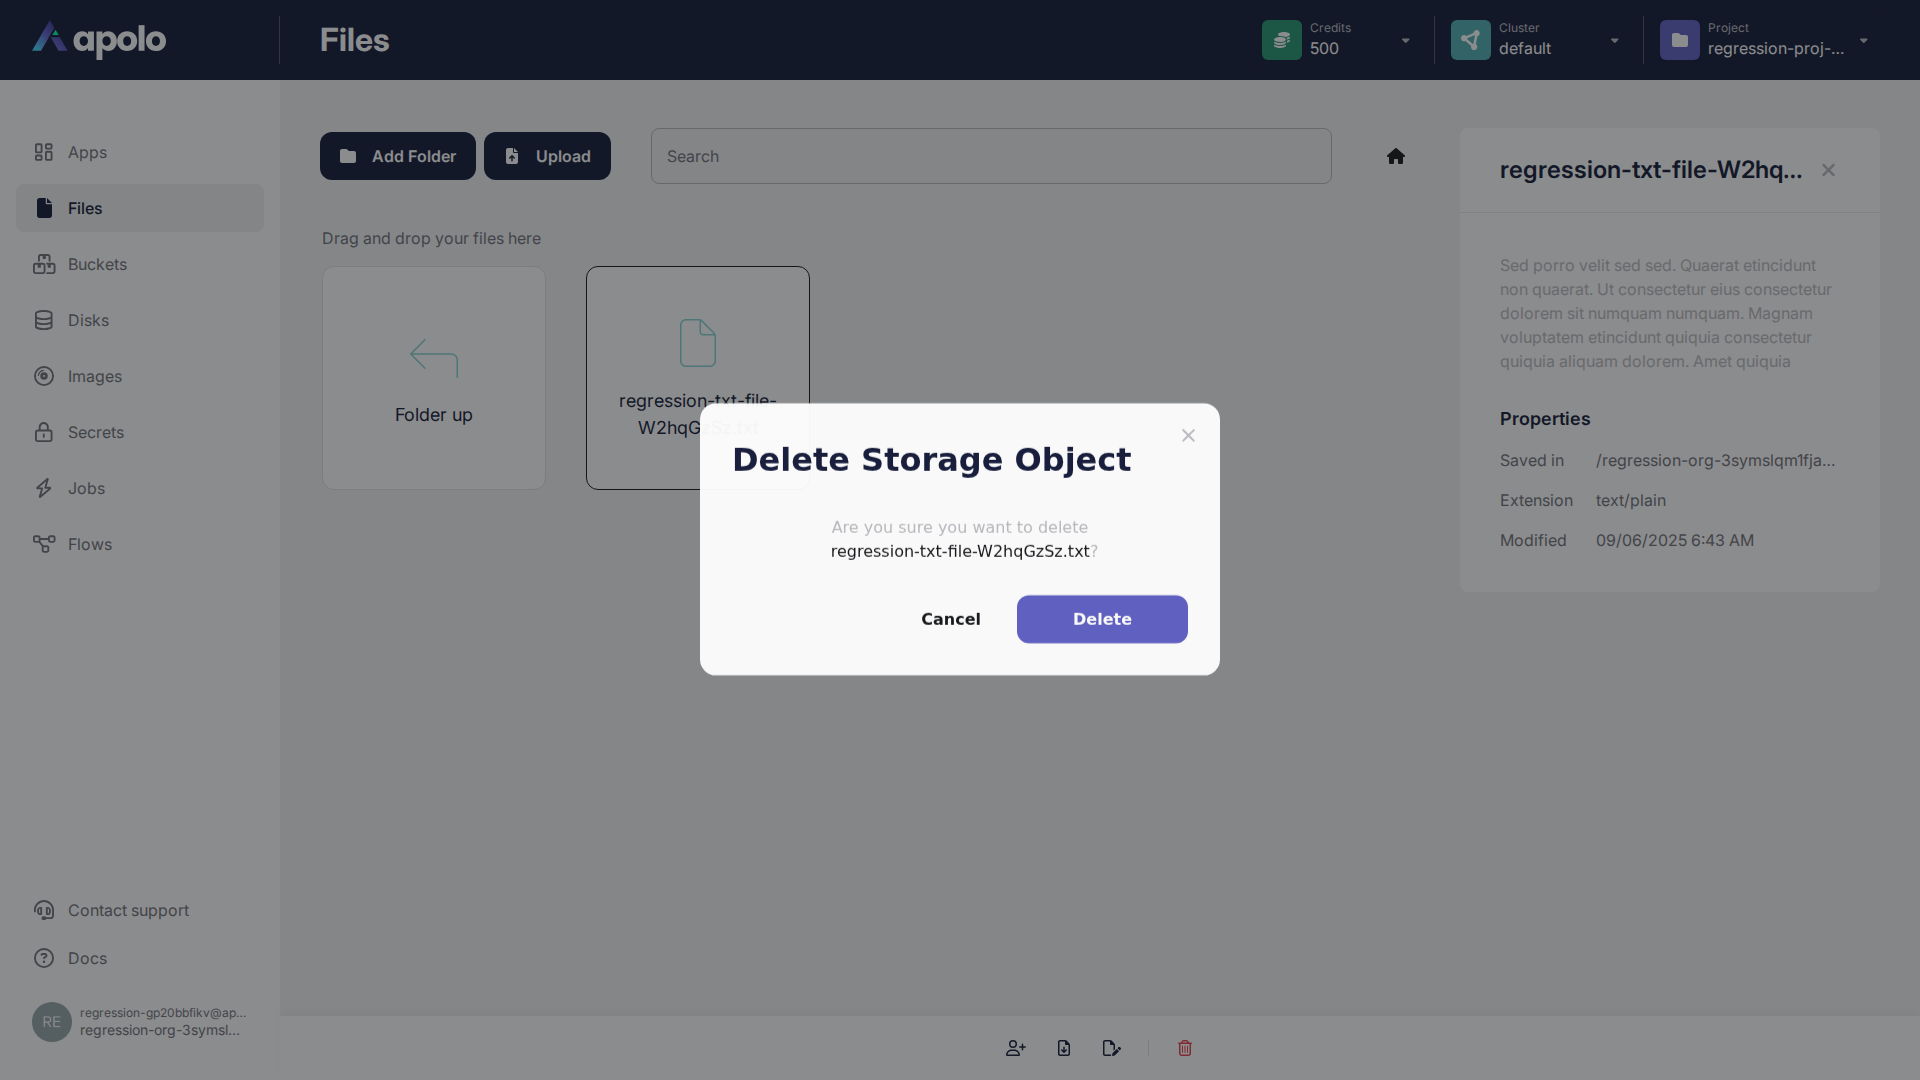 apolo
Files
Credits
500
Cluster
default
Project
regression-proj-...
Apps
Files
Buckets
Disks
Images
Secrets
Jobs
Flows
Contact support
Docs
RE
regression-gp20bbfikv@ap...
regression-org-3symsl...
Add Folder
Upload
Search
Drag and drop your files here
Folder up
regression-txt-file-
W2hqGzSz.txt
Delete Storage Object
Are you sure you want to delete
regression-txt-file-W2hqGzSz.txt?
Cancel
Delete
regression-txt-file-W2hq...
Sed porro velit sed sed. Quaerat etincidunt
non quaerat. Ut consectetur eius consectetur
dolorem sit numquam numquam. Magnam
voluptatem etincidunt quiquia consectetur
quiquia aliquam dolorem. Amet quiquia
Properties
Saved in /regression-org-3symslqm1fja...
Extension text/plain
Modified 09/06/2025 6:43 AM